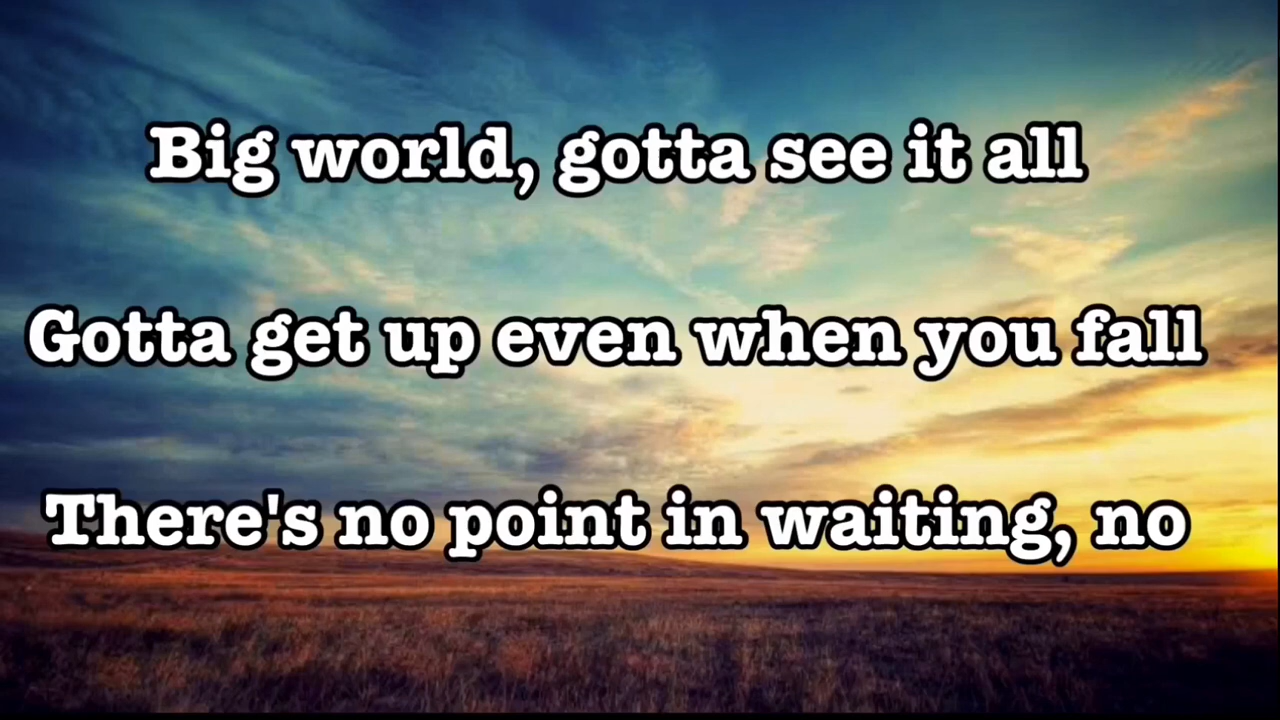 Big world, gotta see it all
Gotta get up even when you fall
There's no point in waiting, no